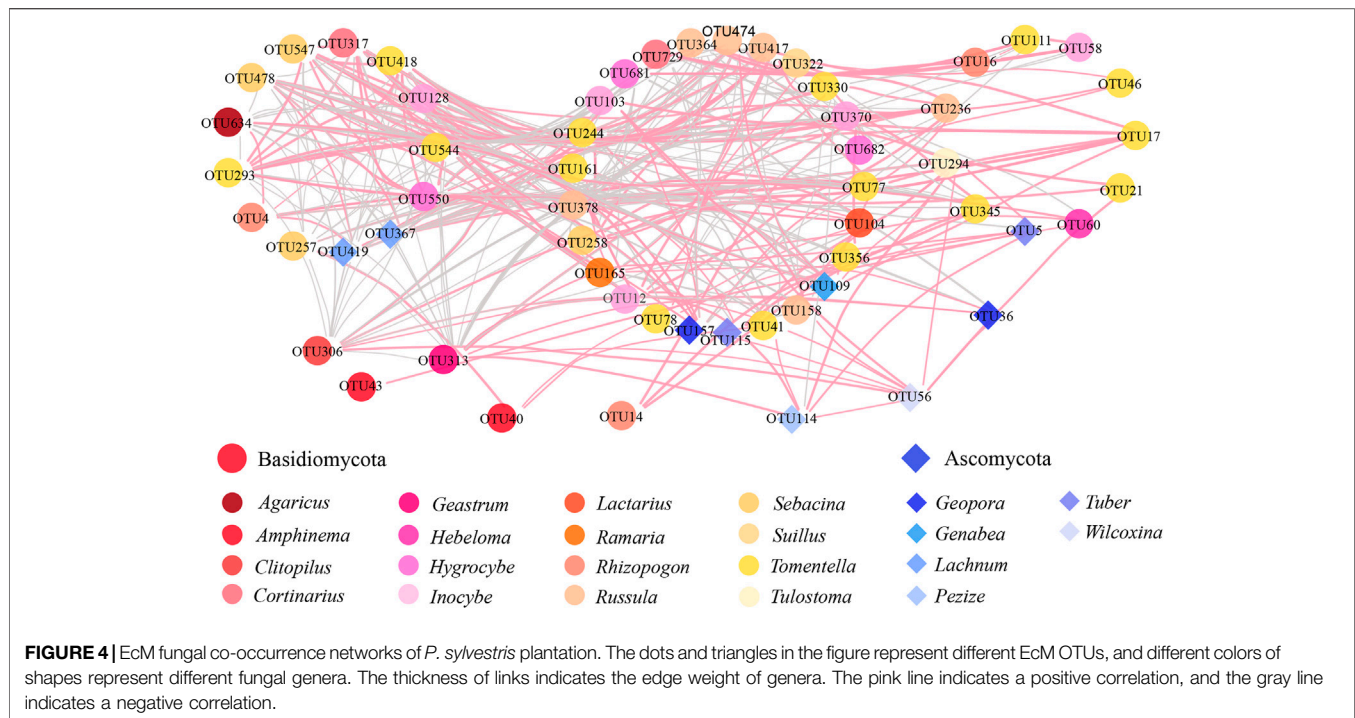 OTU474
OTU364
OTU417
OTU317
OTU547
OTU418
OTU729
OTU322
OTU16
OTU111
OTU58
OTU478
OTU681
OTU330
OTU46
OTU128
OTU103
OTU370
OTU236
OTU634
OTU244
OTU17
OTU544
OTU682
OTU294
OTU293
OTU161
OTU77
OTU21
OTU550
OTU378
OTU345
OTU4
OTU367
OTU104
OTU5
OTU60
OTU257
OTU419
OTU258
OTU356
OTU165
OTU109
OTU12
OTU158
OTU36
OTU78
OTU157
OTU115
OTU41
OTU306
OTU313
OTU43
OTU56
OTU40
OTU14
OTU114
Basidiomycota
Ascomycota
Agaricus
Geastrum
Lactarius
Sebacina
Geopora
Tuber
Amphinema
Hebeloma
Ramaria
Suillus
Genabea
Wilcoxina
Clitopilus
Hygrocybe
Rhizopogon
Tomentella
Lachnum
Cortinarius
Inocybe
Russula
Tulostoma
Pezize
FIGURE 4 | EcM fungal co-occurrence networks of P. sylvestris plantation. The dots and triangles in the figure represent different EcM OTUs, and different colors of
shapes represent different fungal genera. The thickness of links indicates the edge weight of genera. The pink line indicates a positive correlation, and the gray line
indicates a negative correlation.